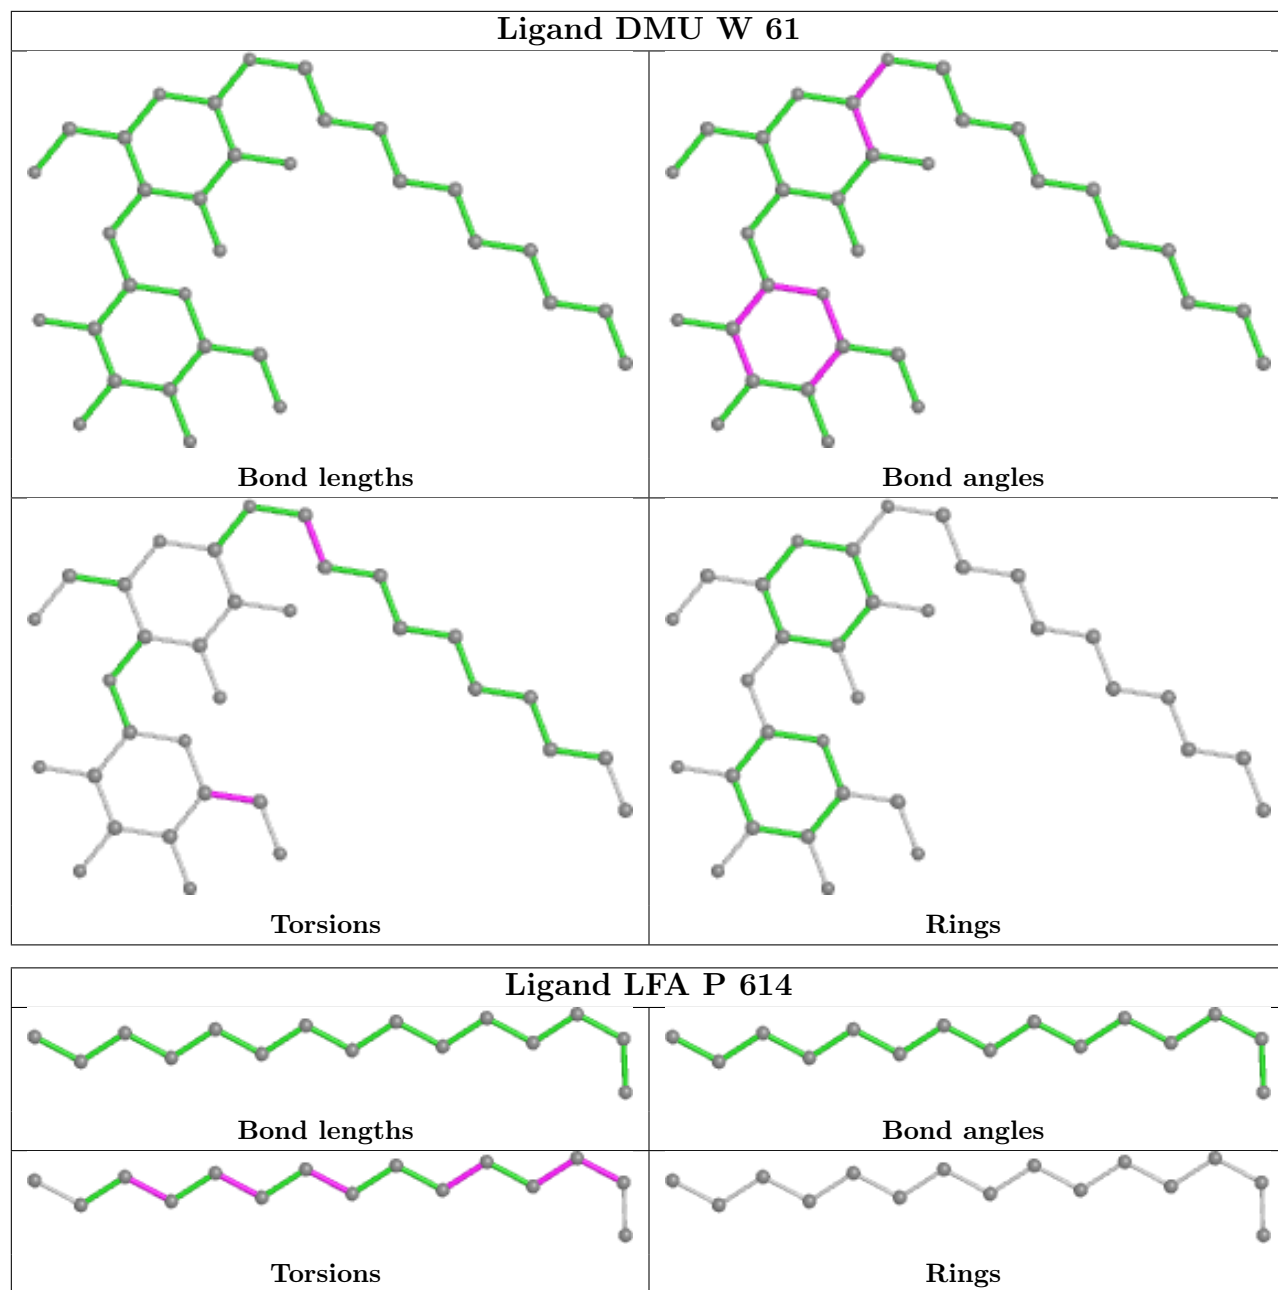 Ligand DMU W 61
Bond lengths
Bond angles
Torsions
Rings
Ligand LFA P 614
Bond lengths
Bond angles
Torsions
Rings